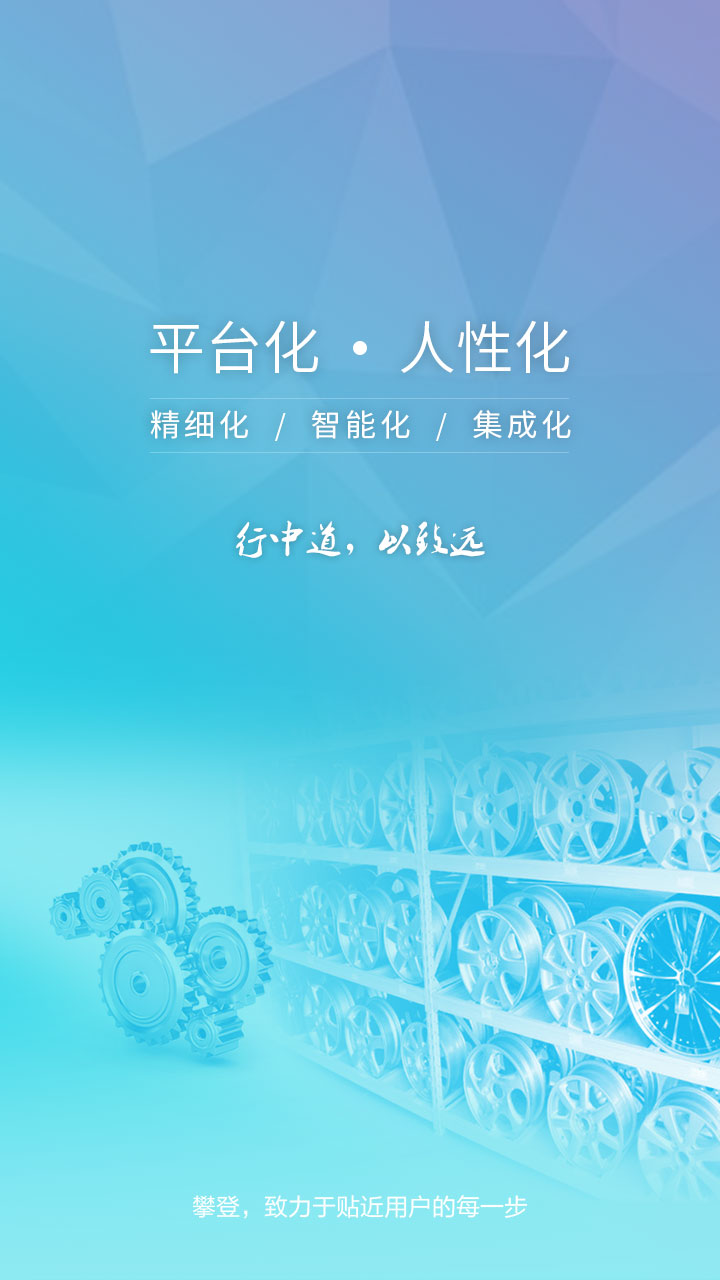 平台化 · 人性化
精细化 / 智能化 / 集成化
行中道，以致远
攀登，致力于贴近用户的每一步